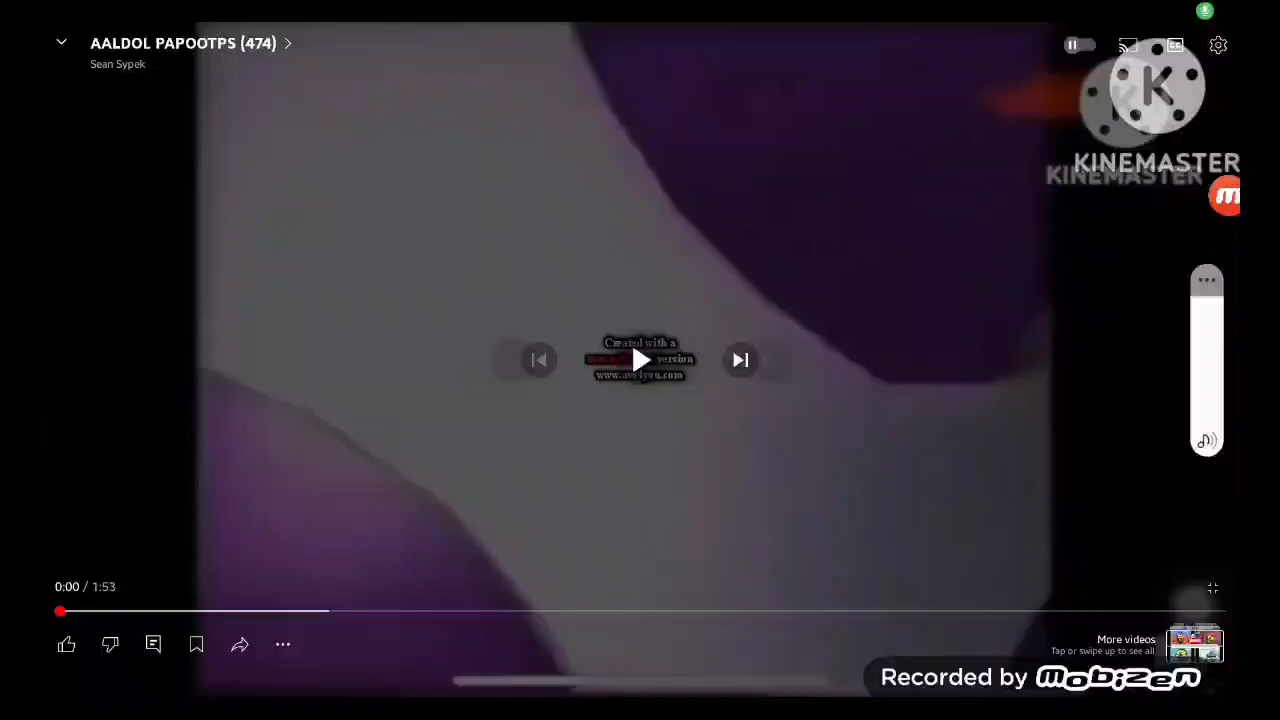 AALDOL PAPOOTPS (474)
Sean Sypek
CC
K
K
KINEMASTER
KINEMASTER
Created with a
version
0:00 / 1:53
More videos
Tap or swipe up to see all
Recorded by mobizen